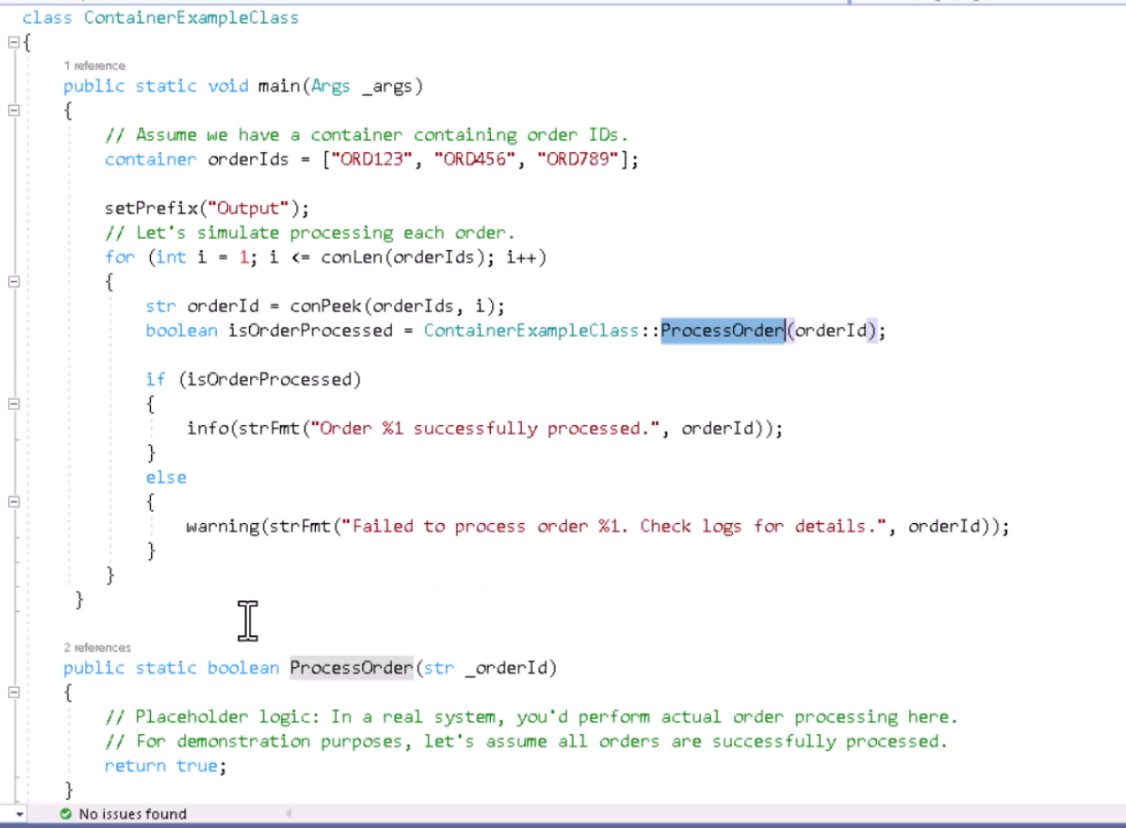 class ContainerExampleClass
{
1 reference
public static void main(Args _args)
{
// Assume we have a container containing order IDs.
container orderIds = ["ORD123", "ORD456", "ORD789"];
setPrefix("Output");
// Let's simulate processing each order.
for (int i = 1; i <= conLen(orderIds); i++)
{
str orderId = conPeek(orderIds, i);
boolean isOrderProcessed = ContainerExampleClass::ProcessOrder(orderId);
if (isOrderProcessed)
{
info(strFmt("Order %1 successfully processed.", orderId));
}
else
{
warning(strFmt("Failed to process order %1. Check logs for details.", orderId));
}
}
}
2 references
public static boolean ProcessOrder(str _orderId)
{
// Placeholder logic: In a real system, you'd perform actual order processing here.
// For demonstration purposes, let's assume all orders are successfully processed.
return true;
}
No issues found